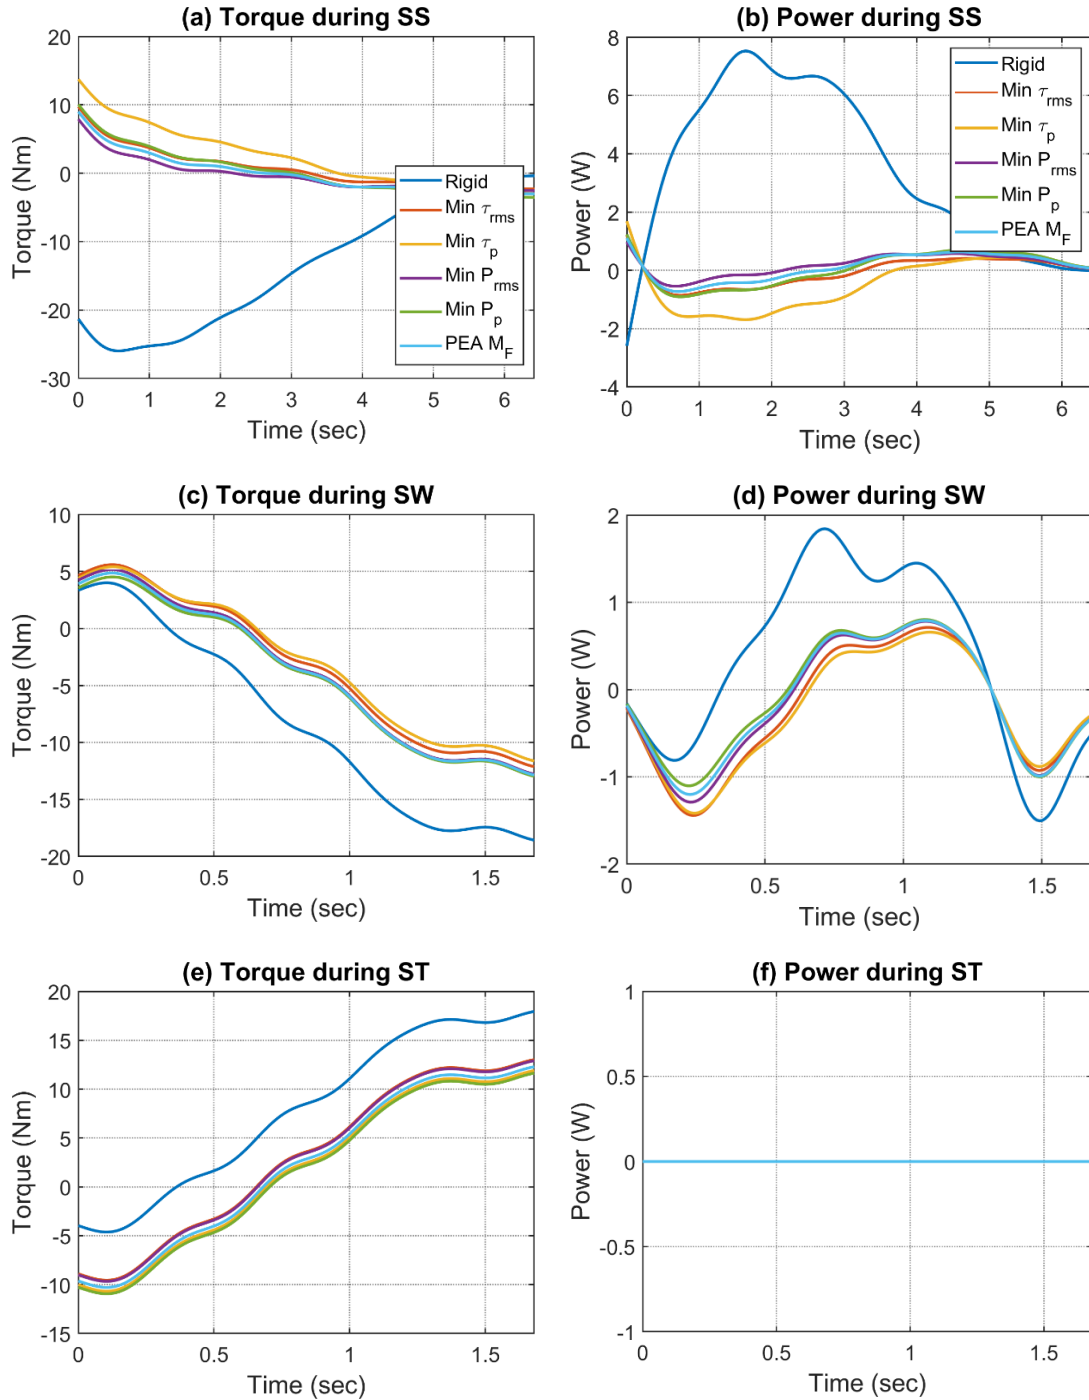 (a) Torque during SS
20
10
0
-10
-20
-30
Torque (Nm)
0 1 2 3 4 5 6
Time (sec)
Rigid
Min τrms
Min τp
Min Prms
Min Pp
PEA MF
(b) Power during SS
8
6
4
2
0
-2
-4
Power (W)
0 1 2 3 4 5 6
Time (sec)
Rigid
Min τrms
Min τp
Min Prms
Min Pp
PEA MF
(c) Torque during SW
10
5
0
-5
-10
-15
-20
Torque (Nm)
0 0.5 1 1.5
Time (sec)
(d) Power during SW
2
1
0
-1
-2
Power (W)
0 0.5 1 1.5
Time (sec)
(e) Torque during ST
20
15
10
5
0
-5
-10
-15
Torque (Nm)
0 0.5 1 1.5
Time (sec)
(f) Power during ST
1
0.5
0
-0.5
-1
Power (W)
0 0.5 1 1.5
Time (sec)